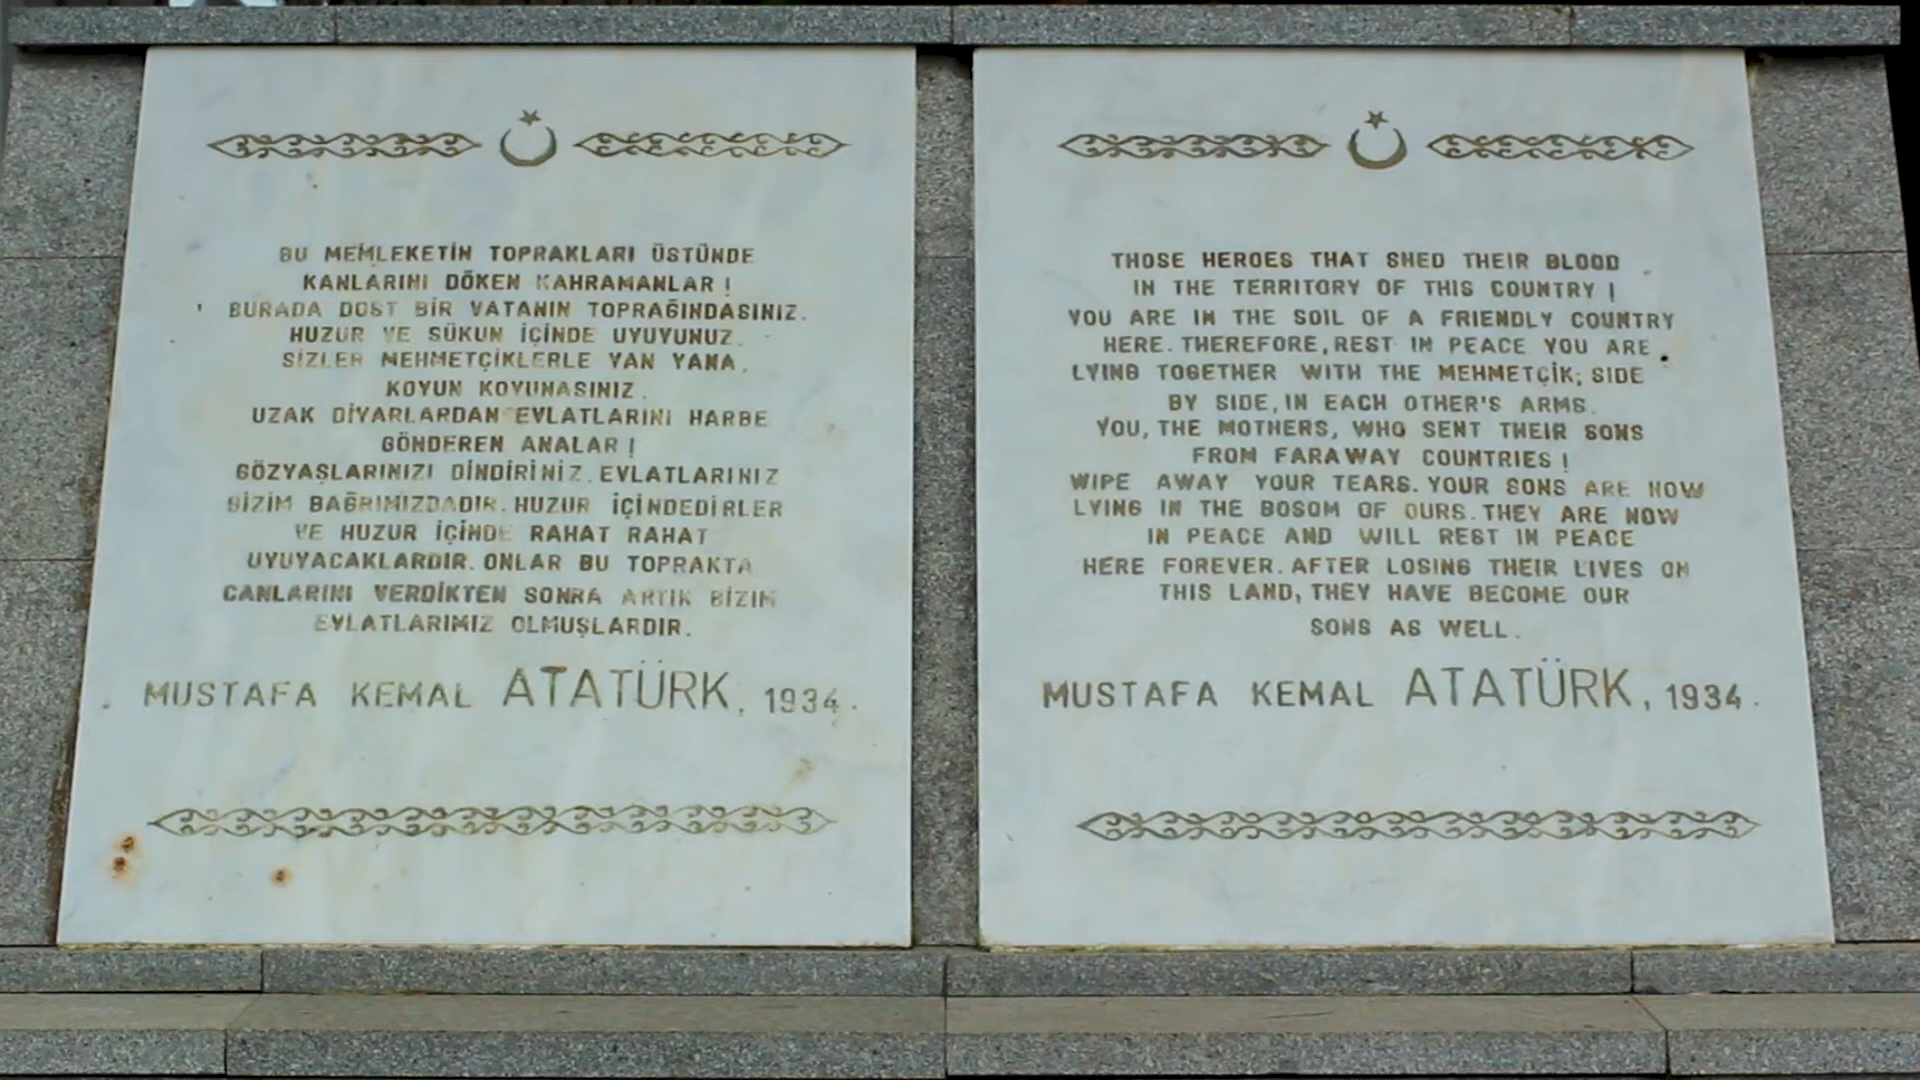 BU MEMLEKETİN TOPRAKLARI ÜSTÜNDE
KANLARINI DÖKEN KAHRAMANLAR !
BURADA DOST BİR VATANIN TOPRAĞINDASINIZ.
HUZUR VE SÜKUN İÇİNDE UYUYUNUZ.
SİZLER MEHMETÇİKLERLE YAN YANA,
KOYUN KOYUNASINIZ.
UZAK DİYARLARDAN EVLATLARINI HARBE
GÖNDEREN ANALAR !
GÖZYAŞLARINIZI DİNDİRİNİZ. EVLATLARINIZ
BİZİM BAĞRIMIZDADIR. HUZUR İÇİNDEDİRLER
VE HUZUR İÇİNDE RAHAT RAHAT
UYUYACAKLARDIR. ONLAR BU TOPRAKTA
CANLARINI VERDİKTEN SONRA ARTIK BİZİM
EVLATLARIMIZ OLMUŞLARDIR.
MUSTAFA KEMAL ATATÜRK, 1934.
THOSE HEROES THAT SHED THEIR BLOOD
IN THE TERRITORY OF THIS COUNTRY !
YOU ARE IN THE SOIL OF A FRIENDLY COUNTRY
HERE. THEREFORE, REST IN PEACE YOU ARE
LYING TOGETHER WITH THE MEHMETÇİK; SIDE
BY SIDE, IN EACH OTHER'S ARMS.
YOU, THE MOTHERS, WHO SENT THEIR SONS
FROM FARAWAY COUNTRIES !
WIPE AWAY YOUR TEARS. YOUR SONS ARE NOW
LYING IN THE BOSOM OF OURS. THEY ARE NOW
IN PEACE AND WILL REST IN PEACE
HERE FOREVER. AFTER LOSING THEIR LIVES ON
THIS LAND, THEY HAVE BECOME OUR
SONS AS WELL.
MUSTAFA KEMAL ATATÜRK, 1934.